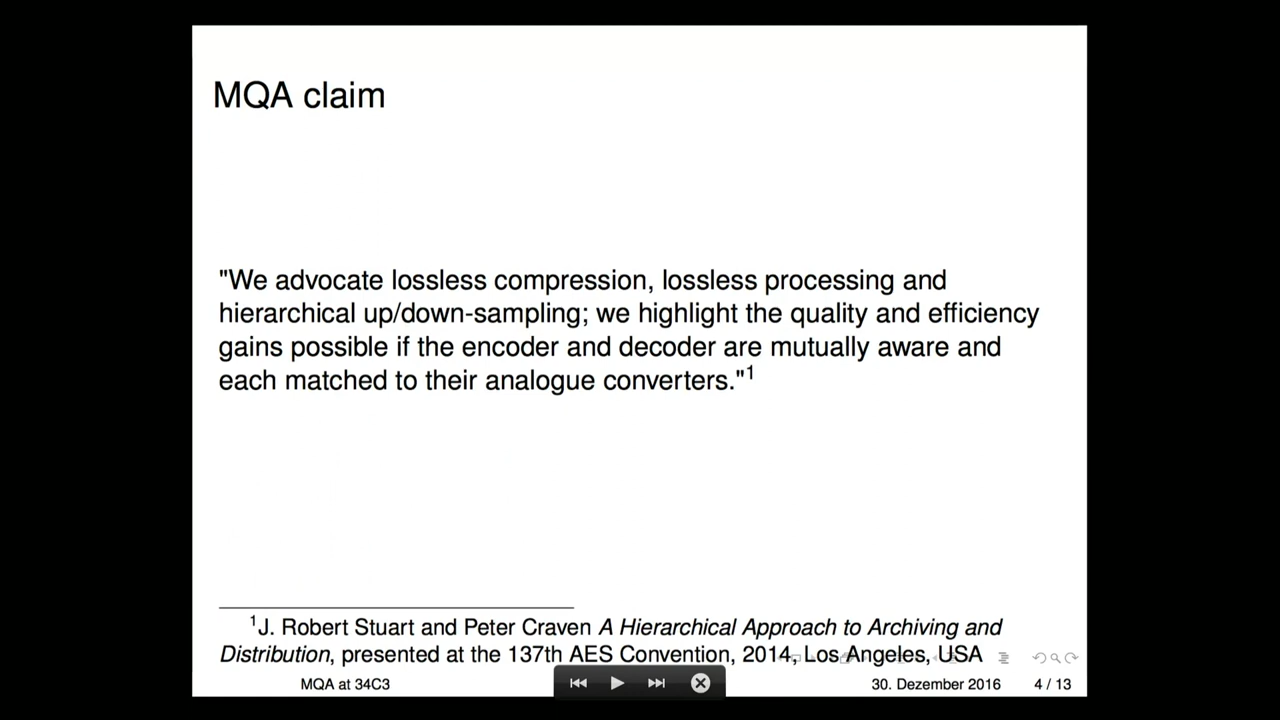 MQA claim
"We advocate lossless compression, lossless processing and
hierarchical up/down-sampling; we highlight the quality and efficiency
gains possible if the encoder and decoder are mutually aware and
each matched to their analogue converters."1
1J. Robert Stuart and Peter Craven A Hierarchical Approach to Archiving and
Distribution, presented at the 137th AES Convention, 2014, Los Angeles, USA
MQA at 34C3 30. Dezember 2016 4 / 13